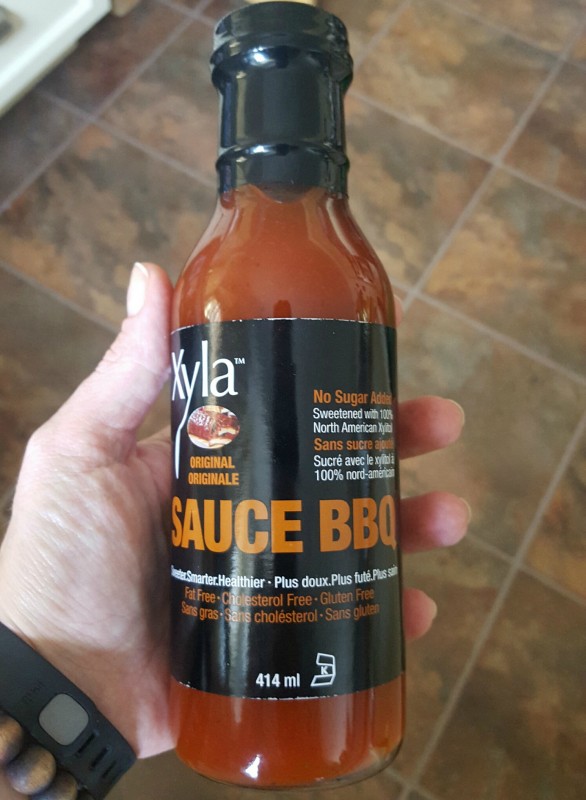 Xyla™
ORIGINAL
ORIGINALE
No Sugar Added
Sweetened with 100%
North American Xylitol
Sans sucre ajouté
Sucré avec le xylitol à
100% nord-américain
SAUCE BBQ
Sweeter.Smarter.Healthier · Plus doux.Plus futé.Plus sain
Fat Free · Cholesterol Free · Gluten Free
Sans gras · Sans cholésterol · Sans gluten
414 ml K